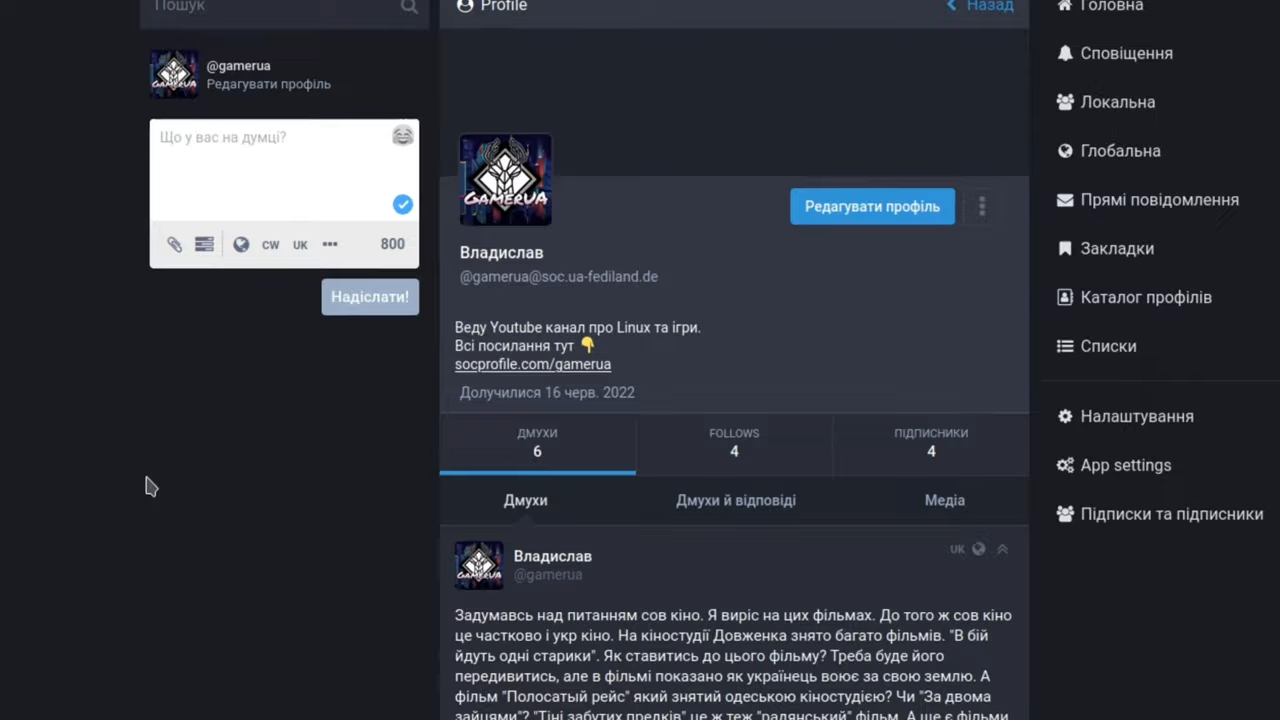 Пошук
@gamerua
Редагувати профіль
Що у вас на думці?
CW
UK
800
Надіслати!
Profile
Назад
GAMERUA
Редагувати профіль
Владислав
@gamerua@soc.ua-fediland.de
Веду Youtube канал про Linux та ігри.
Всі посилання тут 👇
socprofile.com/gamerua
Долучилися 16 черв. 2022
ДМУХИ
6
FOLLOWS
4
ПІДПИСНИКИ
4
Дмухи
Дмухи й відповіді
Медіа
Владислав
@gamerua
UK
Задумавсь над питанням сов кіно. Я виріс на цих фільмах. До того ж сов кіно
це частково і укр кіно. На кіностудії Довженка знято багато фільмів. "В бій
йдуть одні старики". Як ставитись до цього фільму? Треба буде його
передивитись, але в фільмі показано як українець воює за свою землю. А
фільм "Полосатый рейс" який знятий одеською кіностудією? Чи "За двома
зайцями"? "Тіні забутих предків" це ж теж "радянський" фільм. А ще є фільми
Головна
Сповіщення
Локальна
Глобальна
Прямі повідомлення
Закладки
Каталог профілів
Списки
Налаштування
App settings
Підписки та підписники